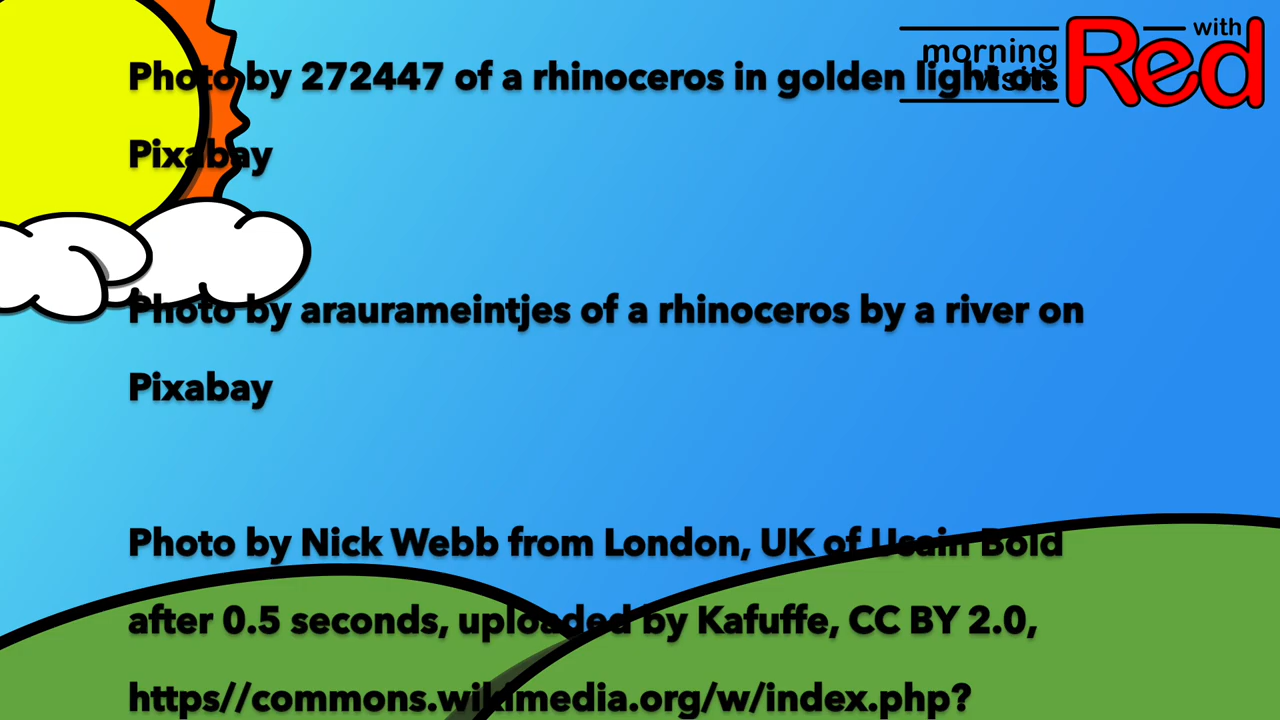 Photo by 272447 of a rhinoceros in golden light on
Pixabay
Photo by araurameintjes of a rhinoceros by a river on
Pixabay
Photo by Nick Webb from London, UK of Usain Bold
after 0.5 seconds, uploaded by Kafuffe, CC BY 2.0,
https//commons.wikimedia.org/w/index.php?
morning
visits
with
Red